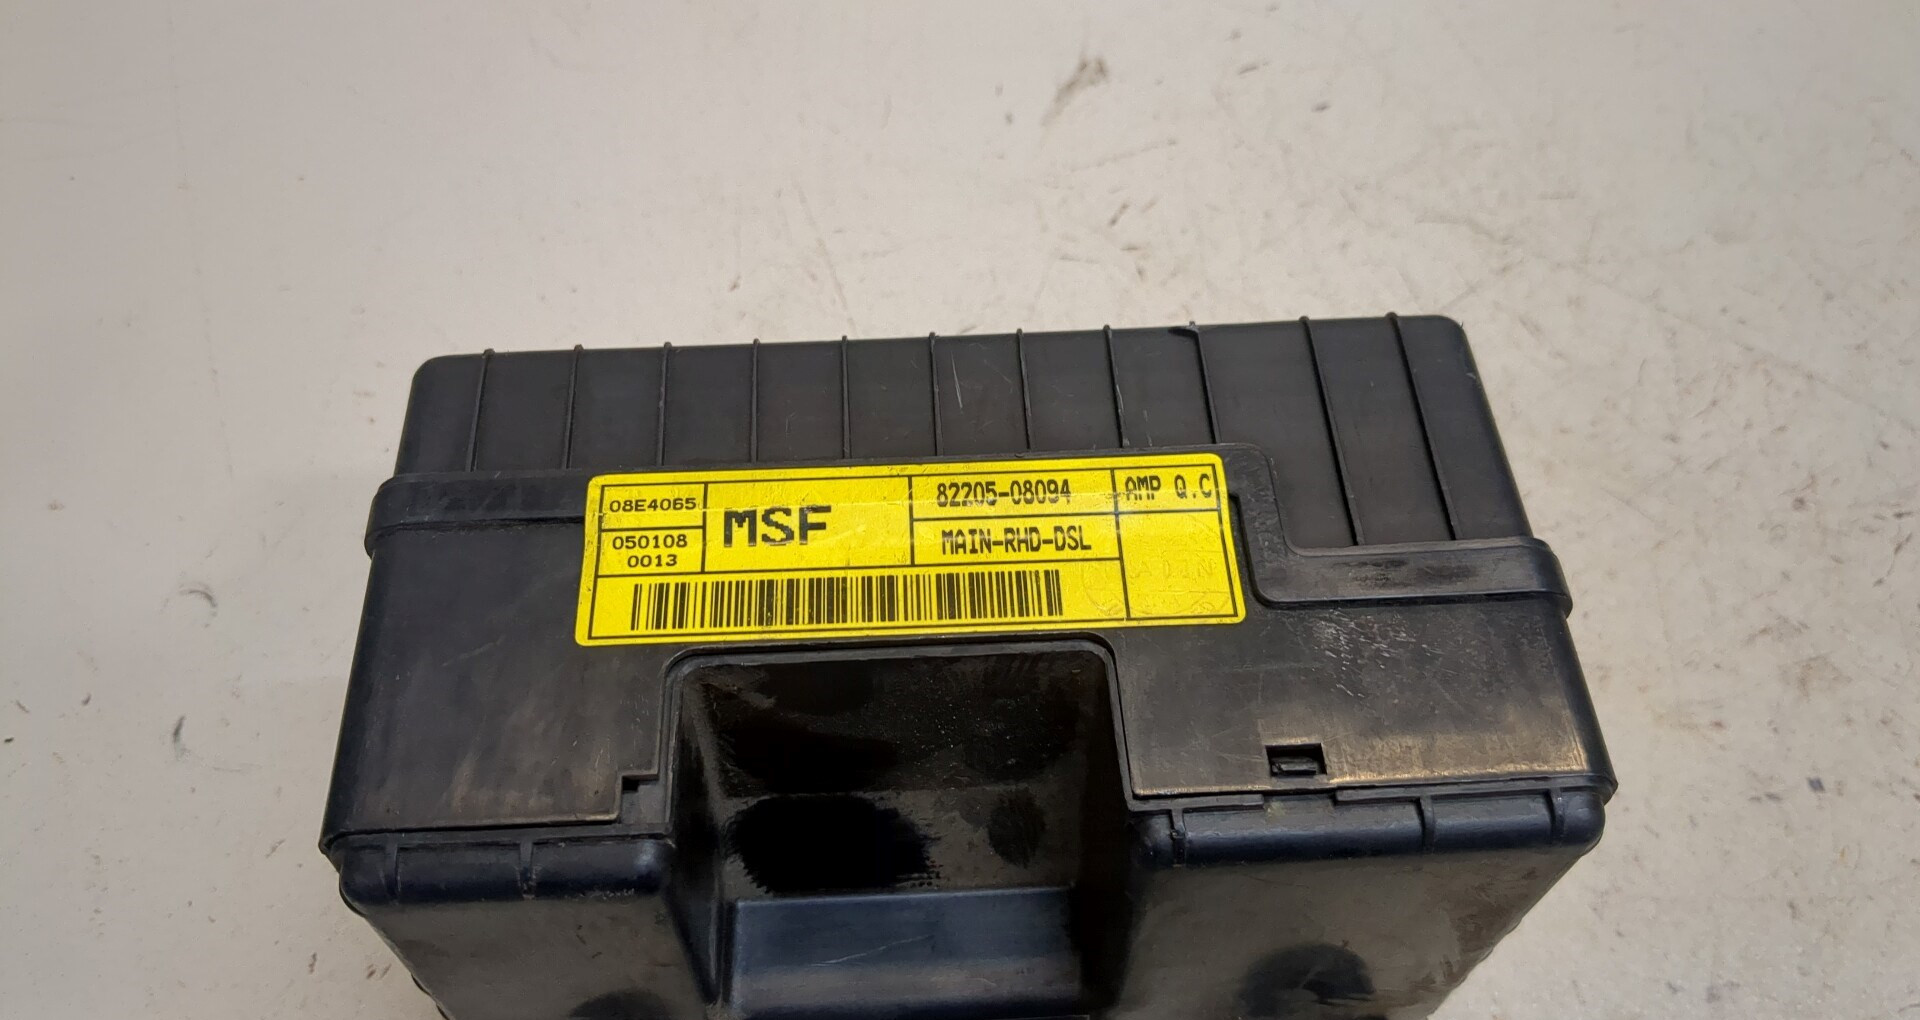 08E4065
050108
0013
MSF
82205-08094
MAIN-RHD-DSL
AMP Q.C